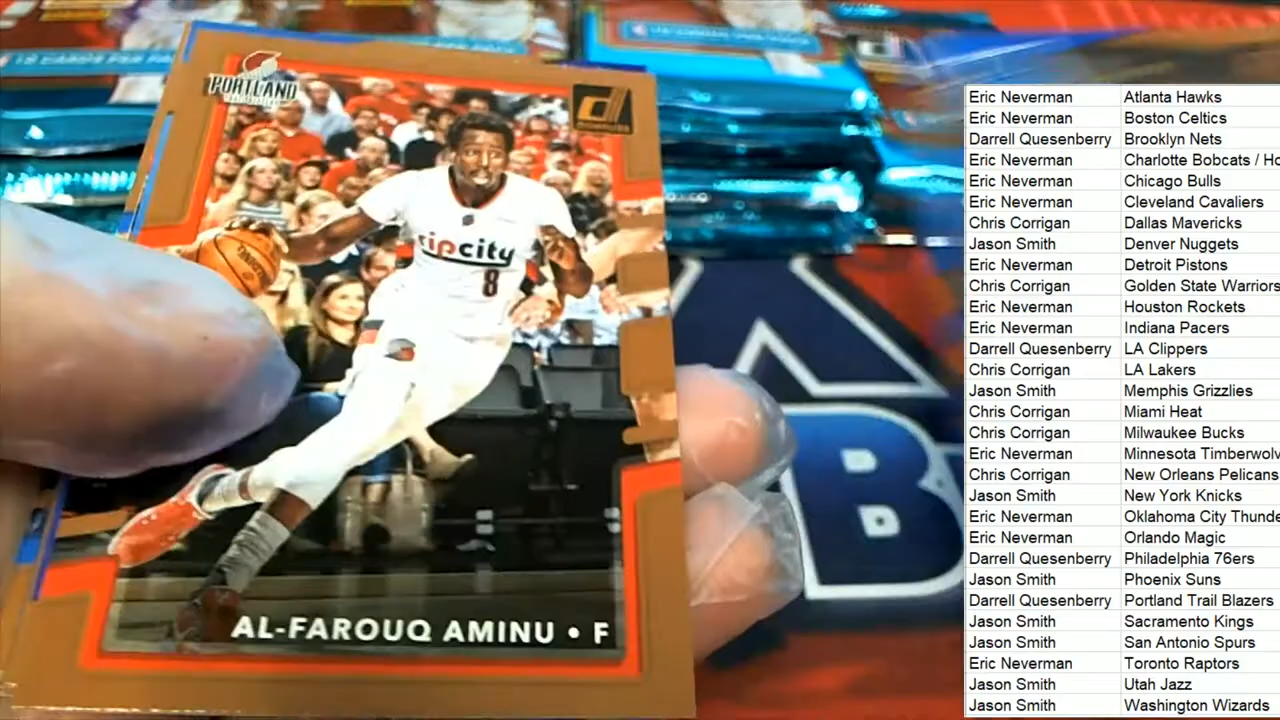 18 CARDS PER PA
PORTLAND
ripcity
8
AL-FAROUQ AMINU • F
B
Eric Neverman Atlanta Hawks
Eric Neverman Boston Celtics
Darrell Quesenberry Brooklyn Nets
Eric Neverman Charlotte Bobcats / Ho
Eric Neverman Chicago Bulls
Eric Neverman Cleveland Cavaliers
Chris Corrigan Dallas Mavericks
Jason Smith Denver Nuggets
Eric Neverman Detroit Pistons
Chris Corrigan Golden State Warriors
Eric Neverman Houston Rockets
Eric Neverman Indiana Pacers
Darrell Quesenberry LA Clippers
Chris Corrigan LA Lakers
Jason Smith Memphis Grizzlies
Chris Corrigan Miami Heat
Chris Corrigan Milwaukee Bucks
Eric Neverman Minnesota Timberwolv
Chris Corrigan New Orleans Pelicans
Jason Smith New York Knicks
Eric Neverman Oklahoma City Thunde
Eric Neverman Orlando Magic
Darrell Quesenberry Philadelphia 76ers
Jason Smith Phoenix Suns
Darrell Quesenberry Portland Trail Blazers
Jason Smith Sacramento Kings
Jason Smith San Antonio Spurs
Eric Neverman Toronto Raptors
Jason Smith Utah Jazz
Jason Smith Washington Wizards